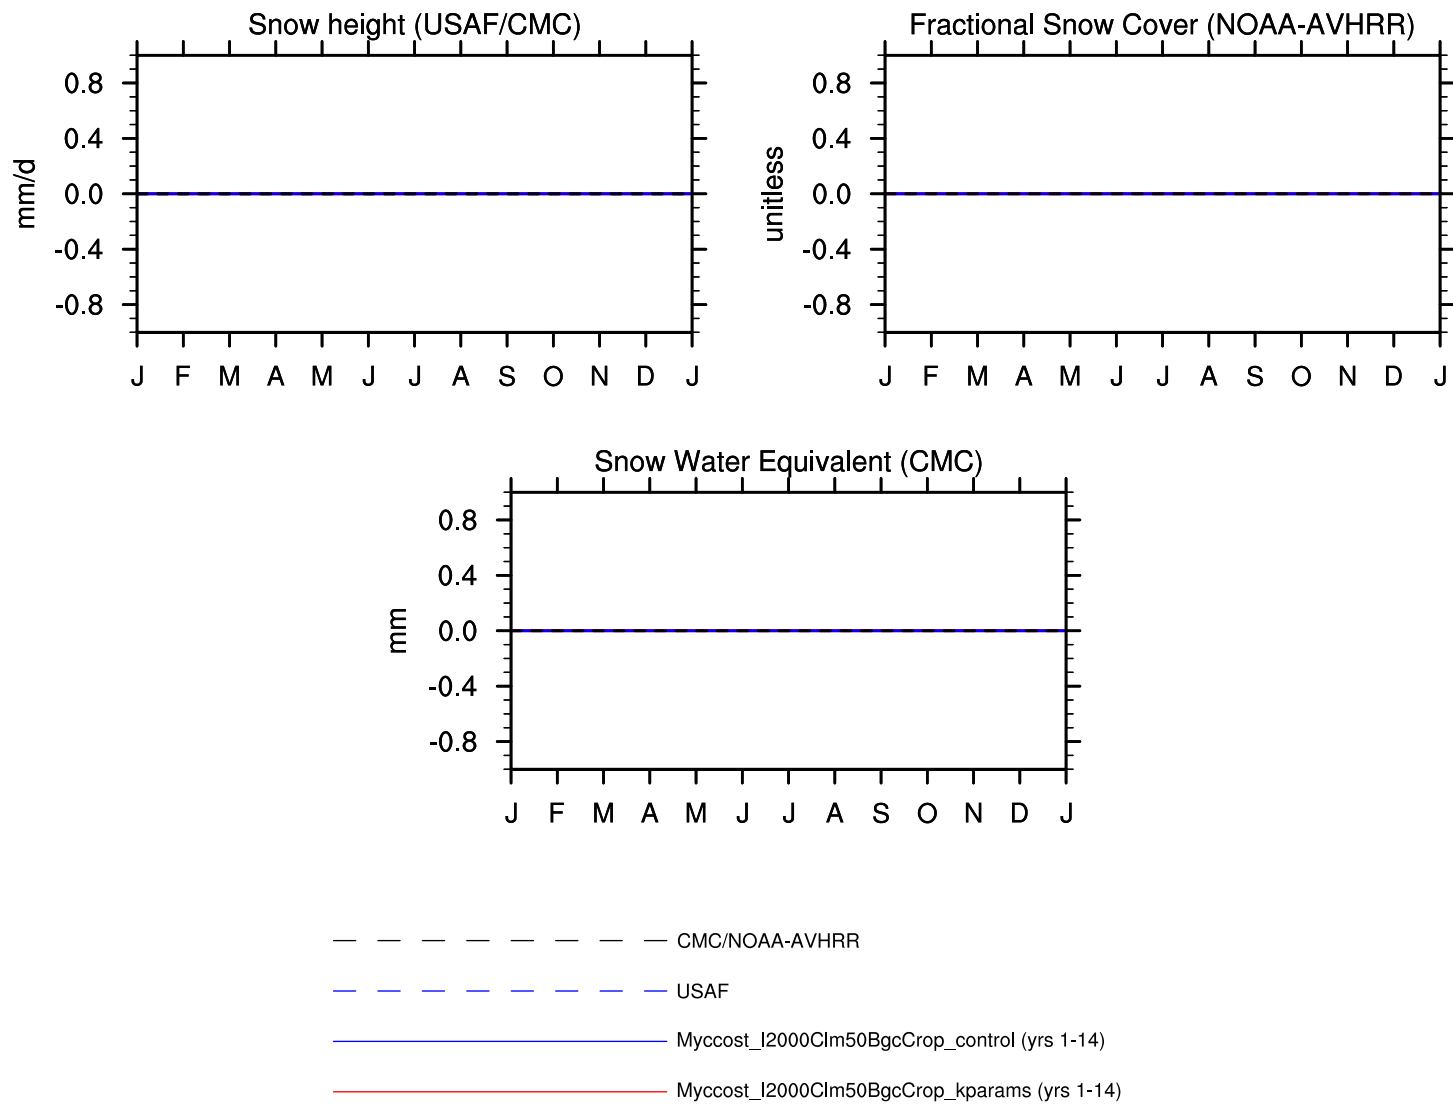 Snow height (USAF/CMC)
mm/d
0.8
0.4
0.0
-0.4
-0.8
J F M A M J J A S O N D J
Fractional Snow Cover (NOAA-AVHRR)
unitless
0.8
0.4
0.0
-0.4
-0.8
J F M A M J J A S O N D J
Snow Water Equivalent (CMC)
mm
0.8
0.4
0.0
-0.4
-0.8
J F M A M J J A S O N D J
CMC/NOAA-AVHRR
USAF
Myccost_I2000Clm50BgcCrop_control (yrs 1-14)
Myccost_I2000Clm50BgcCrop_kparams (yrs 1-14)